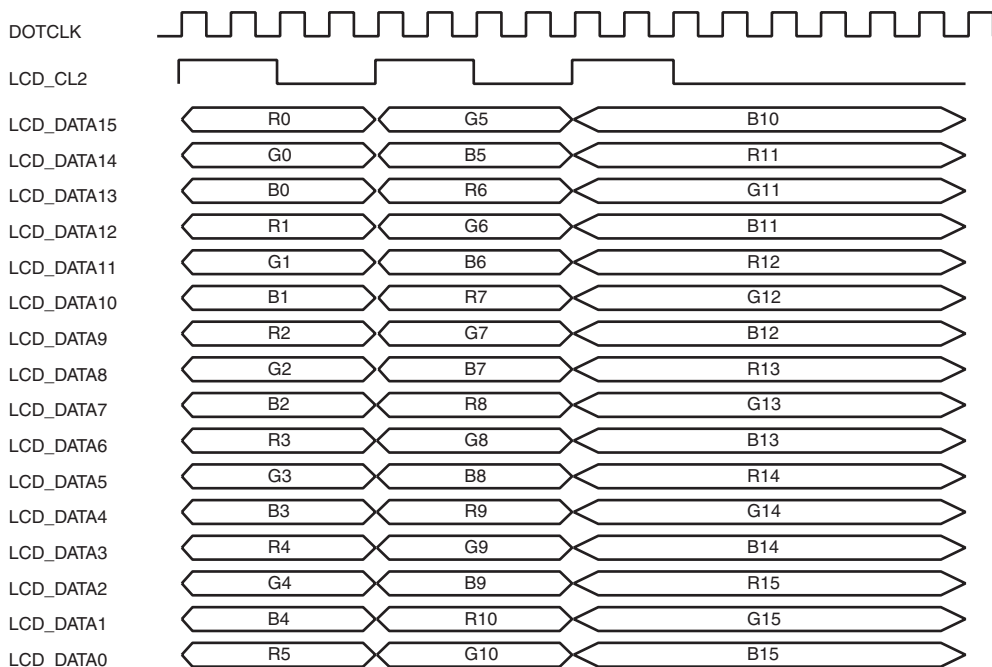 DOTCLK
LCD_CL2
LCD_DATA15 R0 G5 B10
LCD_DATA14 G0 B5 R11
LCD_DATA13 B0 R6 G11
LCD_DATA12 R1 G6 B11
LCD_DATA11 G1 B6 R12
LCD_DATA10 B1 R7 G12
LCD_DATA9 R2 G7 B12
LCD_DATA8 G2 B7 R13
LCD_DATA7 B2 R8 G13
LCD_DATA6 R3 G8 B13
LCD_DATA5 G3 B8 R14
LCD_DATA4 B3 R9 G14
LCD_DATA3 R4 G9 B14
LCD_DATA2 G4 B9 R15
LCD_DATA1 B4 R10 G15
LCD_DATA0 R5 G10 B15